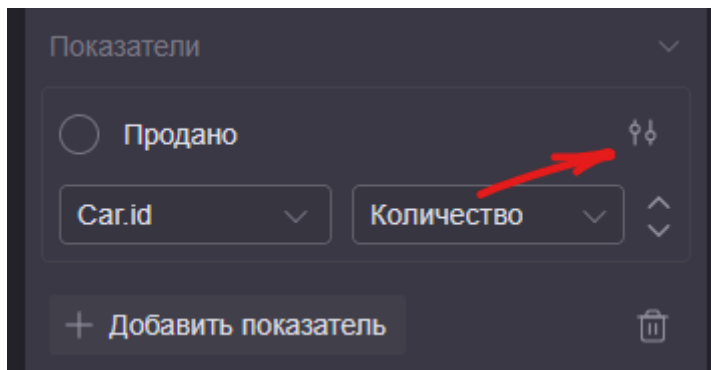 Показатели
Продано
Car.id Количество
Добавить показатель